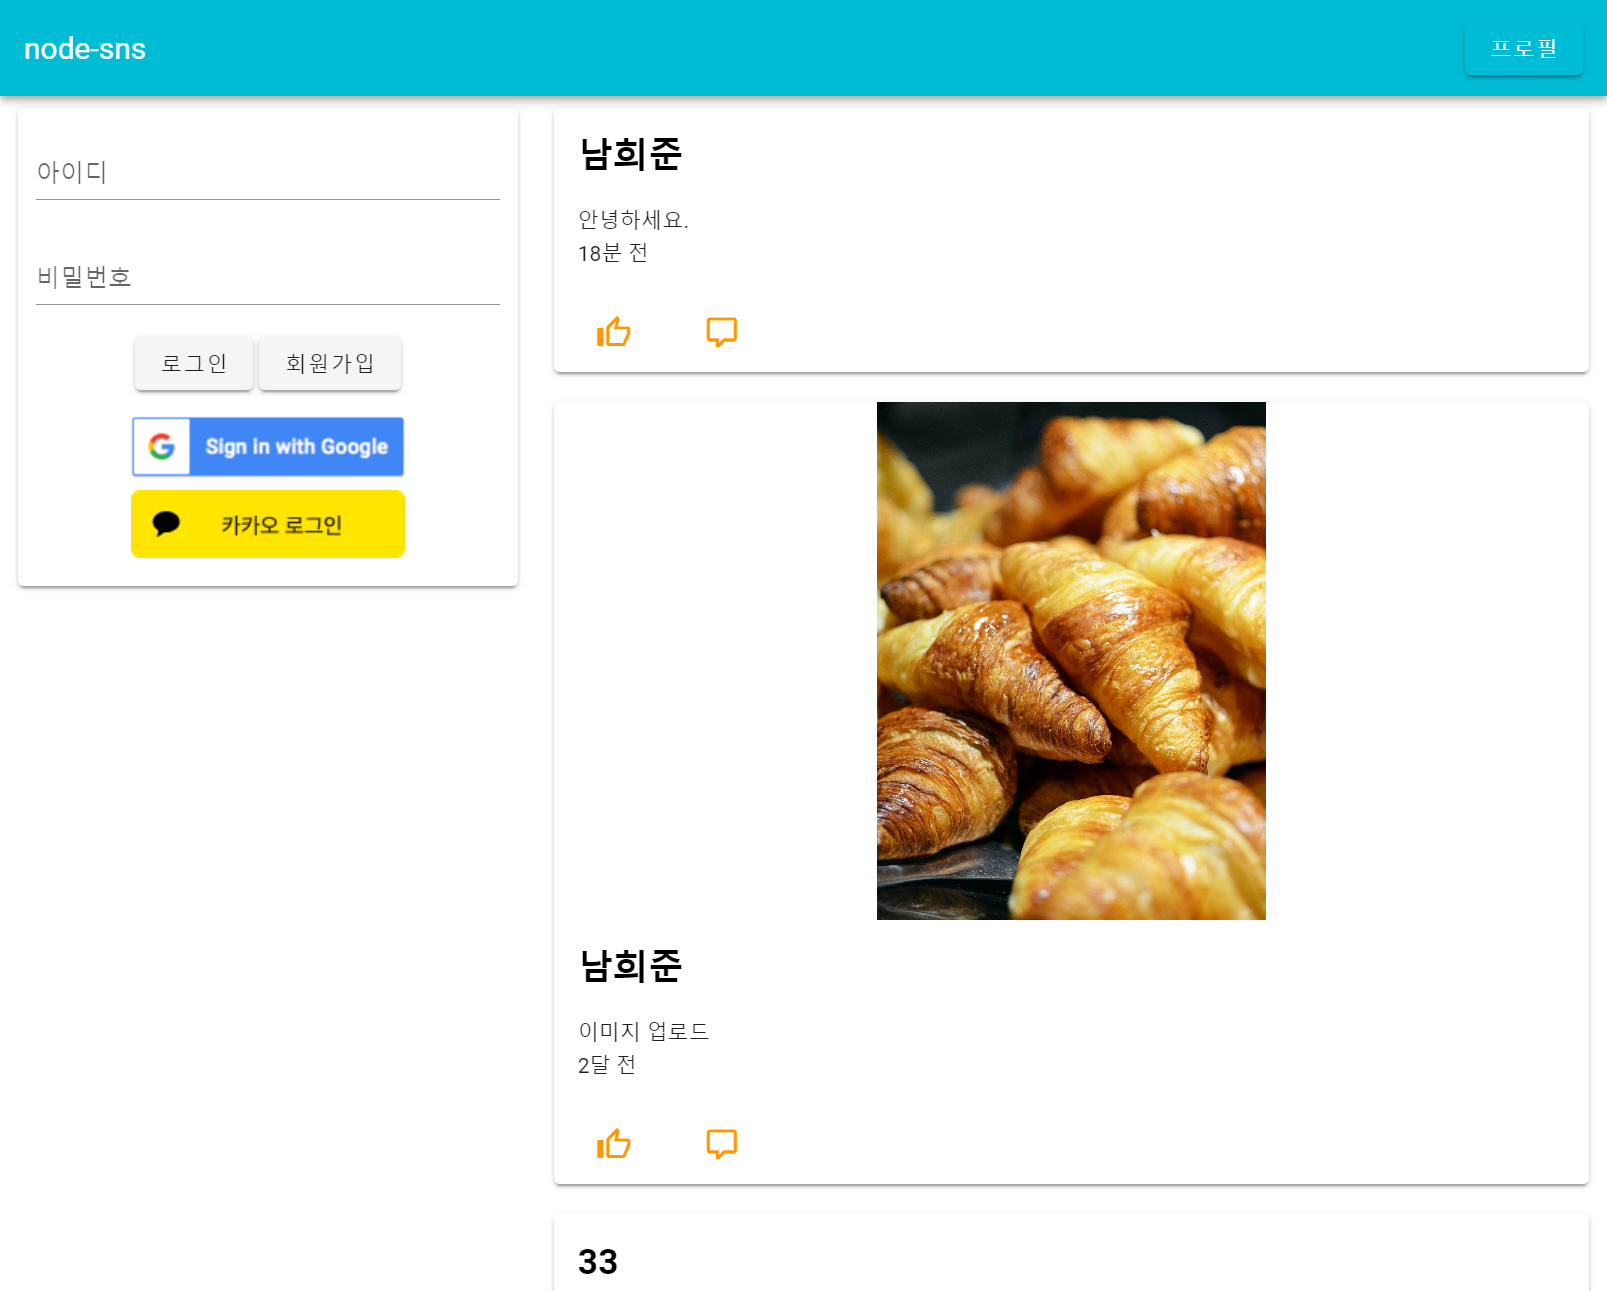 node-sns
프로필
아이디
비밀번호
로그인 회원가입
Sign in with Google
카카오 로그인
남희준
안녕하세요.
18분 전
남희준
이미지 업로드
2달 전
33